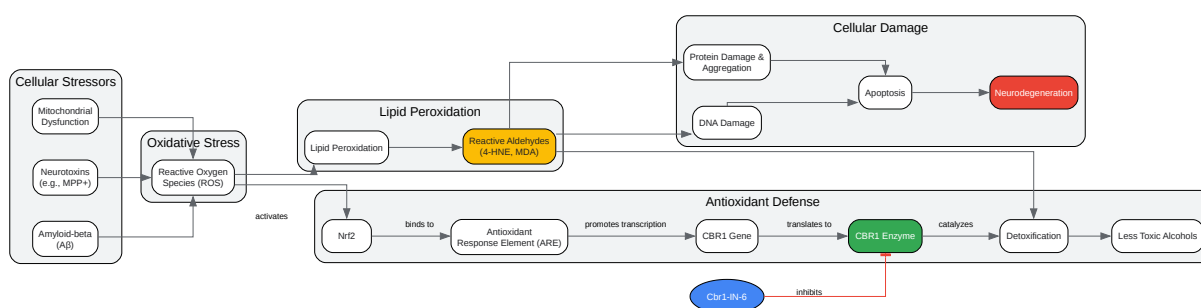 Cellular Damage
Protein Damage &
Aggregation
Apoptosis
Neurodegeneration
DNA Damage
Cellular Stressors
Mitochondrial
Dysfunction
Neurotoxins
(e.g., MPP+)
Amyloid-beta
(Aβ)
Oxidative Stress
Reactive Oxygen
Species (ROS)
Lipid Peroxidation
Lipid Peroxidation
Reactive Aldehydes
(4-HNE, MDA)
activates
Antioxidant Defense
Nrf2
binds to
Antioxidant
Response Element (ARE)
promotes transcription
CBR1 Gene
translates to
CBR1 Enzyme
catalyzes
Detoxification
Less Toxic Alcohols
Cbr1-IN-6
inhibits